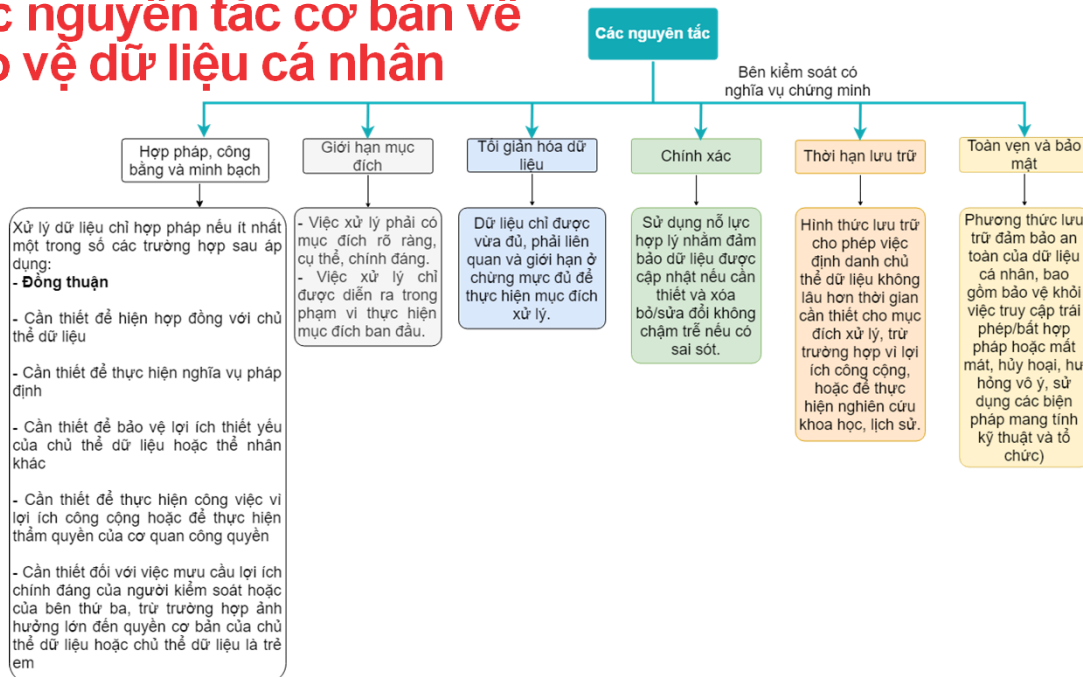 nguyên tắc cơ bản về
vệ dữ liệu cá nhân
Các nguyên tắc
Bên kiểm soát có
nghĩa vụ chứng minh
Hợp pháp, công
bằng và minh bạch
Xử lý dữ liệu chỉ hợp pháp nếu ít nhất
một trong số các trường hợp sau áp
dụng:
- Đồng thuận
- Cần thiết để hiện hợp đồng với chủ
thể dữ liệu
- Cần thiết để thực hiện nghĩa vụ pháp
định
- Cần thiết để bảo vệ lợi ích thiết yếu
của chủ thể dữ liệu hoặc thể nhân
khác
- Cần thiết để thực hiện công việc vì
lợi ích công cộng hoặc để thực hiện
thẩm quyền của cơ quan công quyền
- Cần thiết đối với việc mưu cầu lợi ích
chính đáng của người kiểm soát hoặc
của bên thứ ba, trừ trường hợp ảnh
hưởng lớn đến quyền cơ bản của chủ
thể dữ liệu hoặc chủ thể dữ liệu là trẻ
em
Giới hạn mục
đích
- Việc xử lý phải có
mục đích rõ ràng,
cụ thể, chính đáng.
- Việc xử lý chỉ
được diễn ra trong
phạm vi thực hiện
mục đích ban đầu.
Tối giản hóa dữ
liệu
Dữ liệu chỉ được
vừa đủ, phải liên
quan và giới hạn ở
chừng mực đủ để
thực hiện mục đích
xử lý.
Chính xác
Sử dụng nỗ lực
hợp lý nhằm đảm
bảo dữ liệu được
cập nhật nếu cần
thiết và xóa
bỏ/sửa đổi không
chậm trễ nếu có
sai sót.
Thời hạn lưu trữ
Hình thức lưu trữ
cho phép việc
định danh chủ
thể dữ liệu không
lâu hơn thời gian
cần thiết cho mục
đích xử lý, trừ
trường hợp vì lợi
ích công cộng,
hoặc để thực
hiện nghiên cứu
khoa học, lịch sử.
Toàn vẹn và bảo
mật
Phương thức lưu
trữ đảm bảo an
toàn của dữ liệu
cá nhân, bao
gồm bảo vệ khỏi
việc truy cập trái
phép/bất hợp
pháp hoặc mất
mát, hủy hoại, hư
hỏng vô ý, sử
dụng các biện
pháp mang tính
kỹ thuật và tổ
chức)